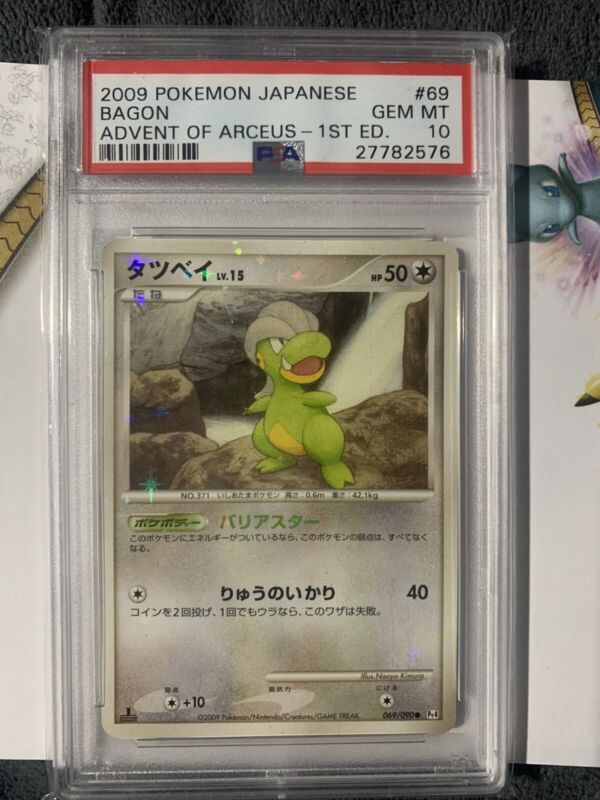 2009 POKEMON JAPANESE #69
BAGON GEM MT
ADVENT OF ARCEUS - 1ST ED. 10
PSA 27782576
タツベイ LV.15 HP 50
たね
NO.371 いしあたまポケモン 高さ：0.6m 重さ：42.1kg
ポケボディー バリアスター
このポケモンにエネルギーがついているなら、このポケモンの弱点は、すべてなく
なる。
りゅうのいかり 40
コインを2回投げ、1回でもウラなら、このワザは失敗。
Illus. Naoyo Kimura
弱点 抵抗力 にげる
+10
1
©2009 Pokémon/Nintendo/Creatures/GAME FREAK. 069/090 Pt4